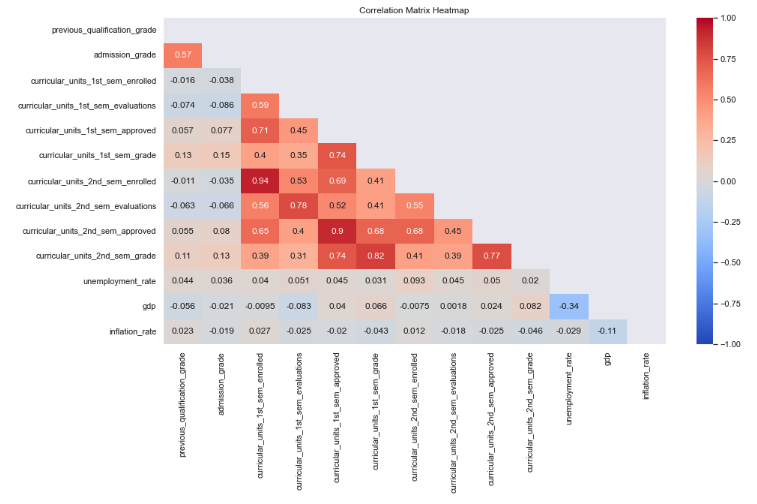 Correlation Matrix Heatmap
previous_qualification_grade
admission_grade 0.57
curricular_units_1st_sem_enrolled -0.016 -0.038
curricular_units_1st_sem_evaluations -0.074 -0.086 0.59
curricular_units_1st_sem_approved 0.057 0.077 0.71 0.45
curricular_units_1st_sem_grade 0.13 0.15 0.4 0.35 0.74
curricular_units_2nd_sem_enrolled -0.011 -0.035 0.94 0.53 0.69 0.41
curricular_units_2nd_sem_evaluations -0.063 -0.066 0.56 0.78 0.52 0.41 0.55
curricular_units_2nd_sem_approved 0.055 0.08 0.65 0.4 0.9 0.68 0.68 0.45
curricular_units_2nd_sem_grade 0.11 0.13 0.39 0.31 0.74 0.82 0.41 0.39 0.77
unemployment_rate 0.044 0.036 0.04 0.051 0.045 0.031 0.093 0.045 0.05 0.02
gdp -0.056 -0.021 -0.0095 -0.083 0.04 0.066 -0.0075 0.0018 0.024 0.082 -0.34
inflation_rate 0.023 -0.019 0.027 -0.025 -0.02 -0.043 0.012 -0.018 -0.025 -0.046 -0.029 -0.11
previous_qualification_grade
admission_grade
curricular_units_1st_sem_enrolled
curricular_units_1st_sem_evaluations
curricular_units_1st_sem_approved
curricular_units_1st_sem_grade
curricular_units_2nd_sem_enrolled
curricular_units_2nd_sem_evaluations
curricular_units_2nd_sem_approved
curricular_units_2nd_sem_grade
unemployment_rate
gdp
inflation_rate
1.00
0.75
0.50
0.25
0.00
-0.25
-0.50
-0.75
-1.00